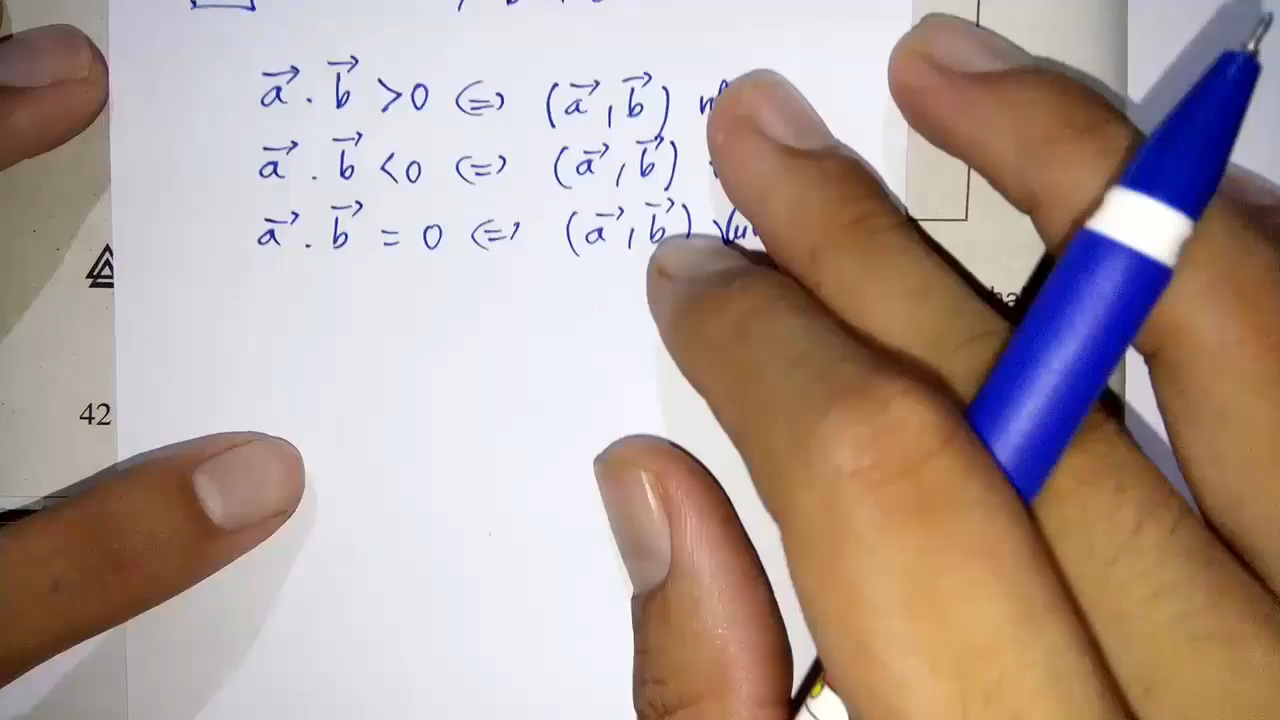 a⃗ . b⃗ > 0 <=> (a⃗, b⃗)
a⃗ . b⃗ < 0 <=> (a⃗, b⃗)
a⃗ . b⃗ = 0 <=> (a⃗, b⃗)
42